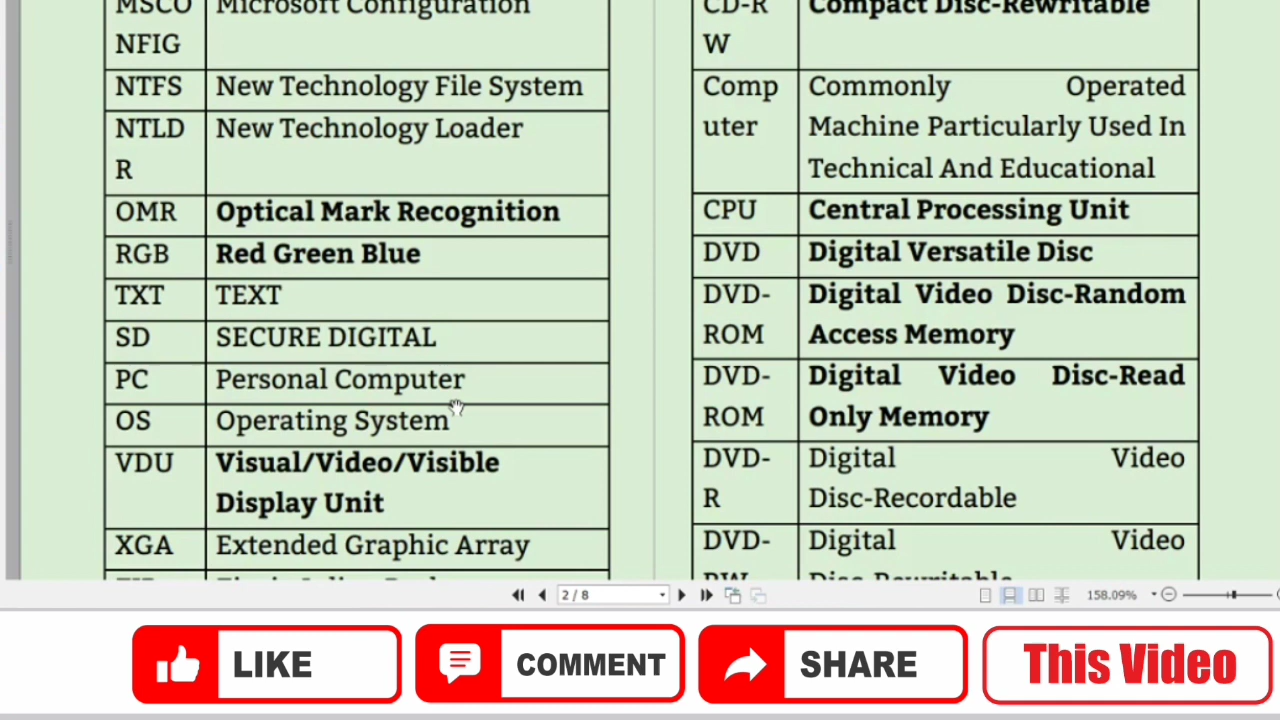 MSCO Microsoft Configuration
NFIG
NTFS New Technology File System
NTLD New Technology Loader
R
OMR Optical Mark Recognition
RGB Red Green Blue
TXT TEXT
SD SECURE DIGITAL
PC Personal Computer
OS Operating System
VDU Visual/Video/Visible
Display Unit
XGA Extended Graphic Array
CD-R Compact Disc-Rewritable
W
Comp Commonly Operated
uter Machine Particularly Used In
Technical And Educational
CPU Central Processing Unit
DVD Digital Versatile Disc
DVD- Digital Video Disc-Random
ROM Access Memory
DVD- Digital Video Disc-Read
ROM Only Memory
DVD- Digital Video
R Disc-Recordable
DVD- Digital Video
RW Disc-Rewritable
2 / 8
158.09%
LIKE
COMMENT
SHARE
This Video